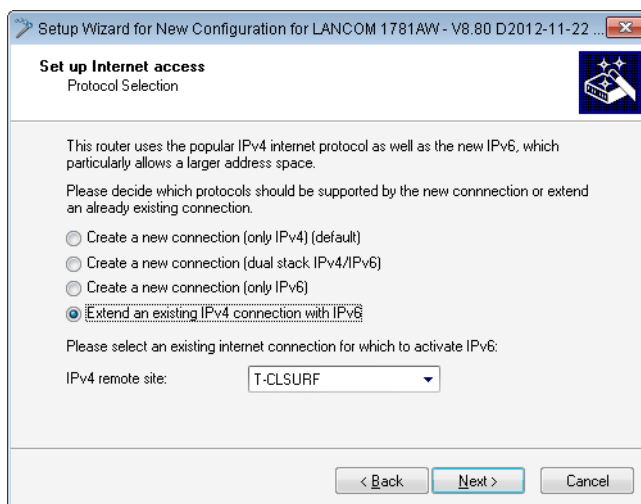 Setup Wizard for New Configuration for LANCOM 1781AW - V8.80 D2012-11-22 ...
Set up Internet access
Protocol Selection
This router uses the popular IPv4 internet protocol as well as the new IPv6, which
particularly allows a larger address space.
Please decide which protocols should be supported by the new connnection or extend
an already existing connection.
Create a new connection (only IPv4) (default)
Create a new connection (dual stack IPv4/IPv6)
Create a new connection (only IPv6)
Extend an existing IPv4 connection with IPv6
Please select an existing internet connection for which to activate IPv6:
IPv4 remote site: T-CLSURF
< Back Next > Cancel